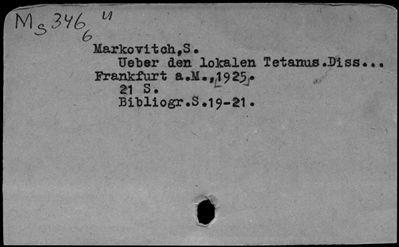 Ms 346 u
6
Markovitch,S.
Ueber den lokalen Tetanus.Diss...
Frankfurt a.M.,[1925].
21 S.
Bibliogr.S.19-21.